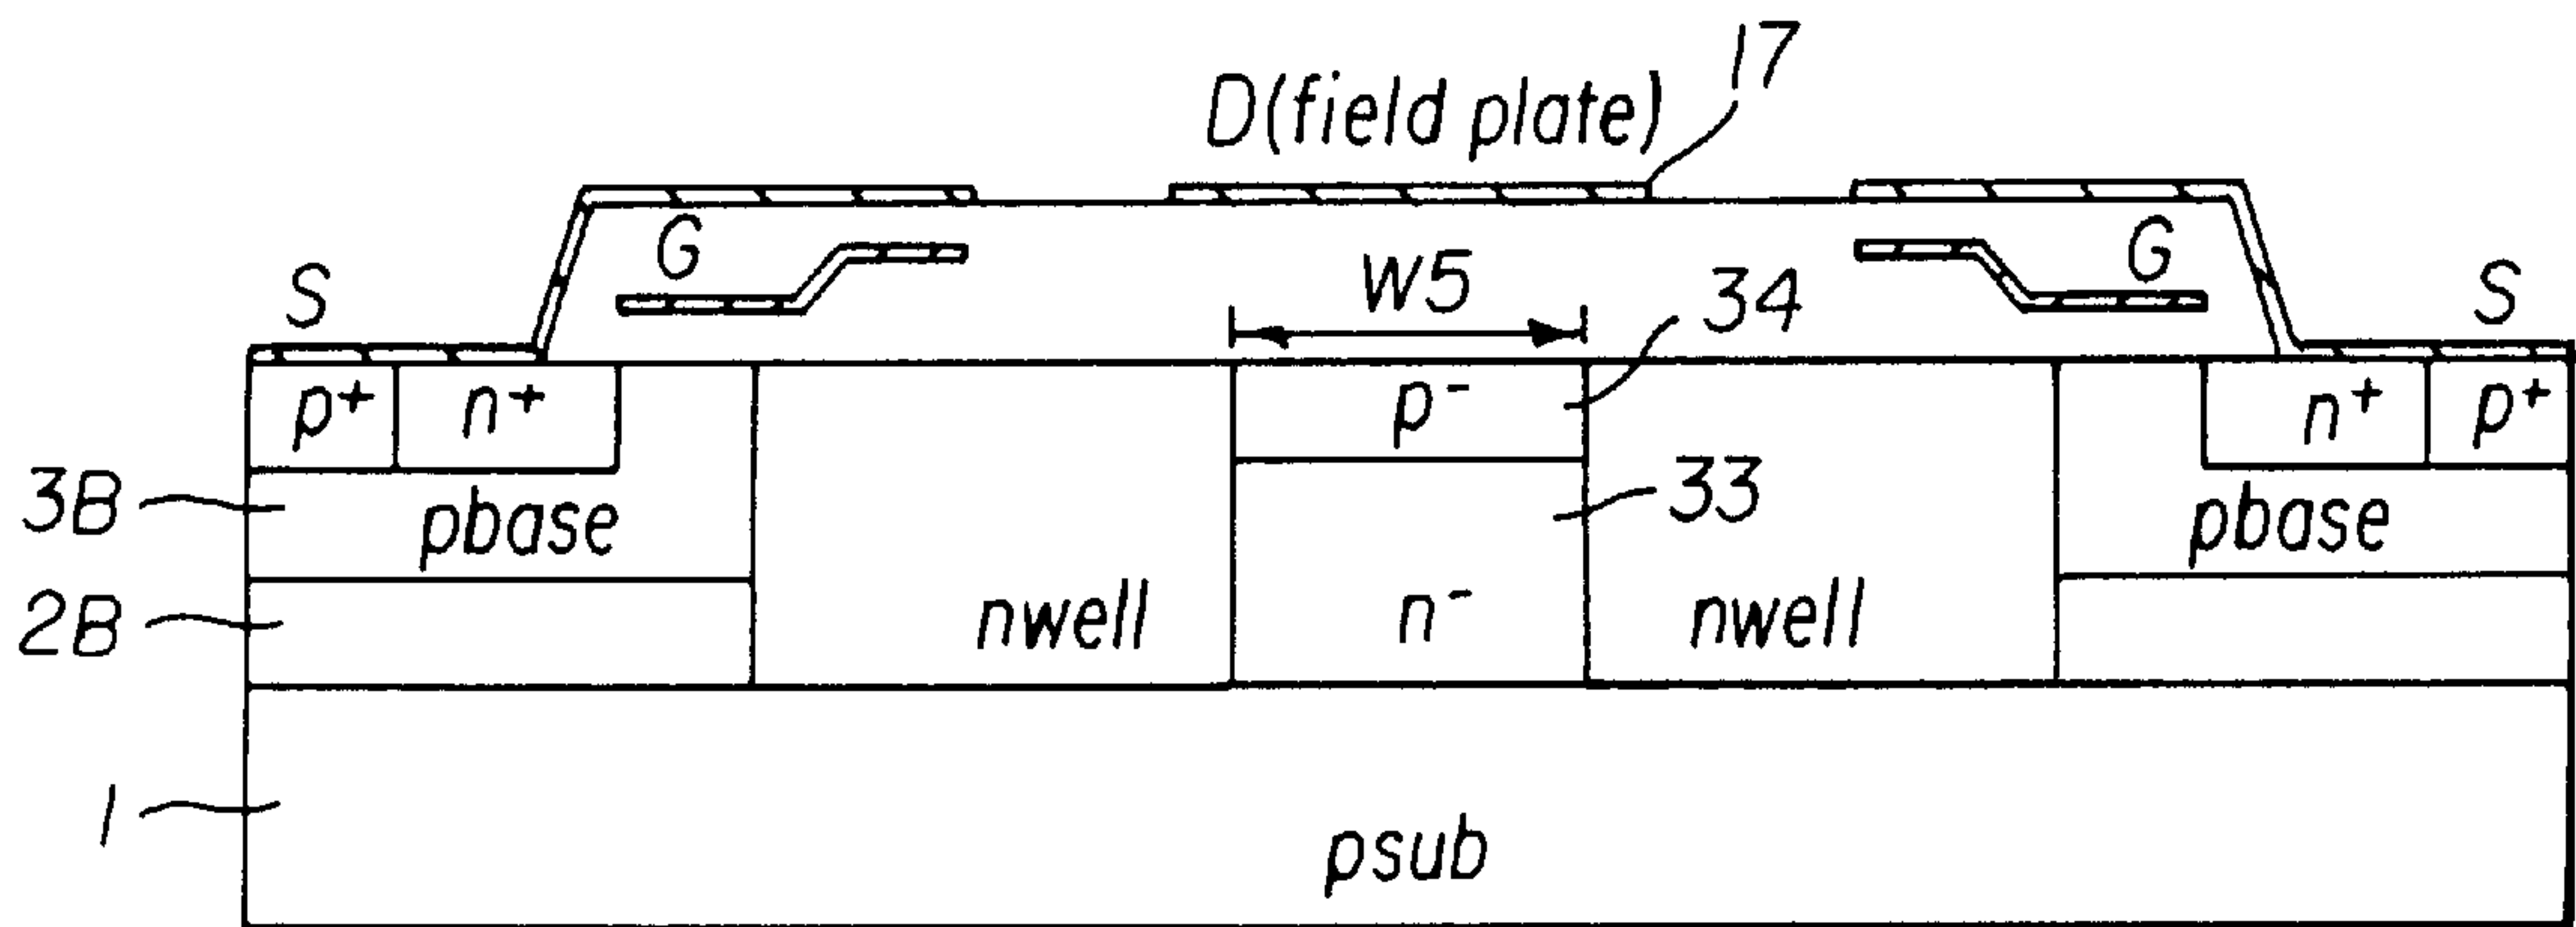 17
D(field plate)
G
G
S
W5
34
S
p+
n+
p-
n+
p+
3B
pbase
33
pbase
2B
nwell
n-
nwell
1
psub